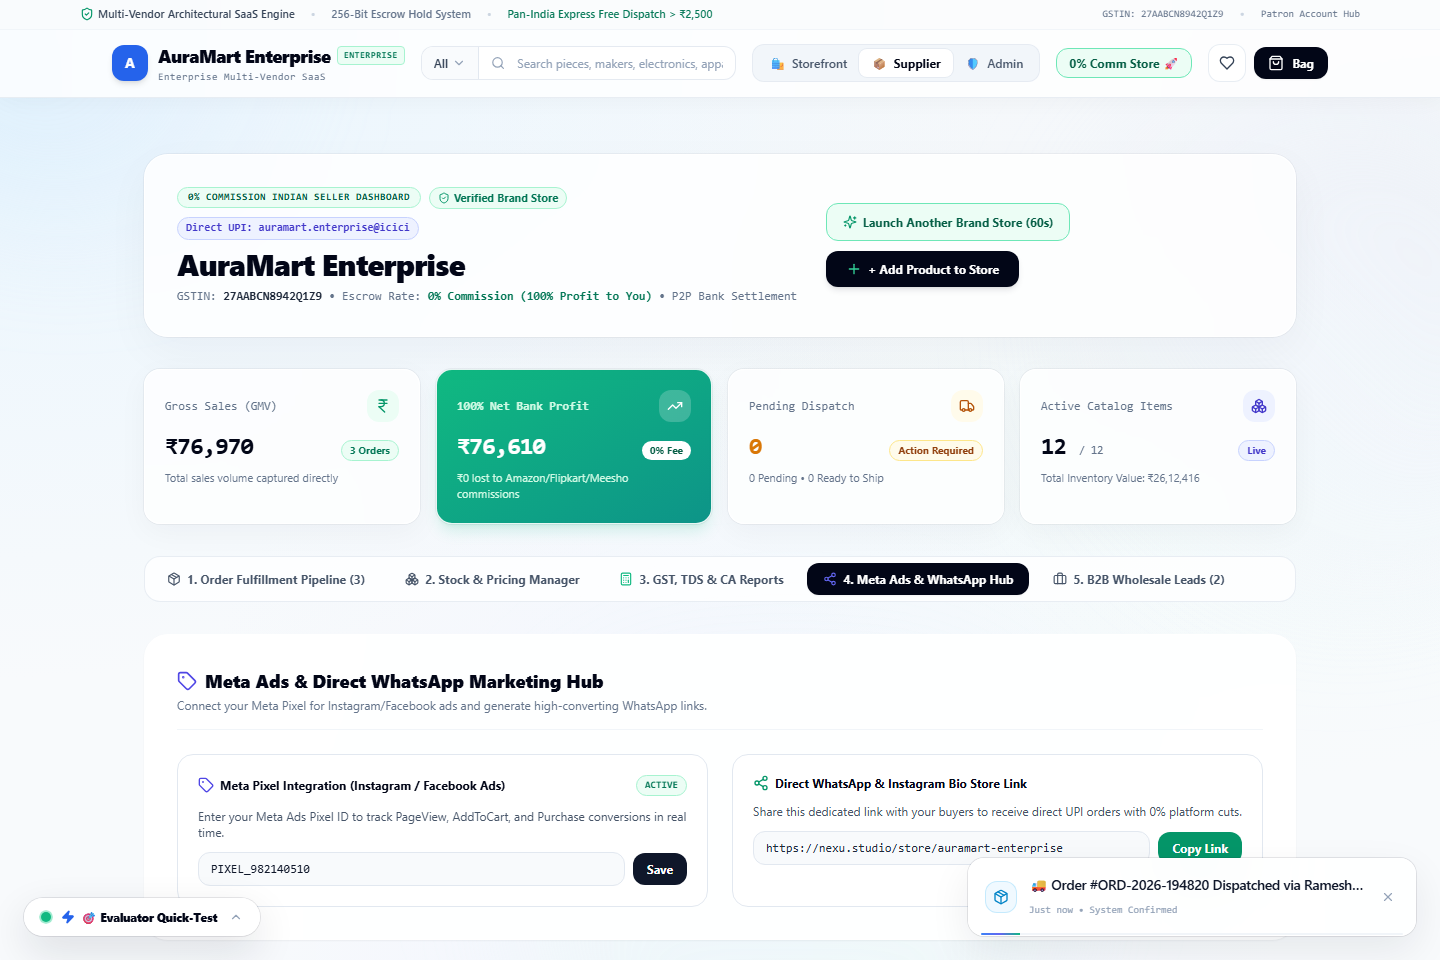 Multi-Vendor Architectural SaaS Engine • 256-Bit Escrow Hold System • Pan-India Express Free Dispatch > ₹2,500
GSTIN: 27AABCN8942Q1Z9 • Patron Account Hub
A
AuraMart Enterprise ENTERPRISE
Enterprise Multi-Vendor SaaS
All
Search pieces, makers, electronics, appa
Storefront
Supplier
Admin
0% Comm Store 🚀
Bag
0% COMMISSION INDIAN SELLER DASHBOARD
Verified Brand Store
Direct UPI: auramart.enterprise@icici
AuraMart Enterprise
GSTIN: 27AABCN8942Q1Z9 • Escrow Rate: 0% Commission (100% Profit to You) • P2P Bank Settlement
Launch Another Brand Store (60s)
+ Add Product to Store
Gross Sales (GMV)
₹76,970
3 Orders
Total sales volume captured directly
100% Net Bank Profit
₹76,610
0% Fee
₹0 lost to Amazon/Flipkart/Meesho
commissions
Pending Dispatch
0
Action Required
0 Pending • 0 Ready to Ship
Active Catalog Items
12 / 12
Live
Total Inventory Value: ₹26,12,416
1. Order Fulfillment Pipeline (3)
2. Stock & Pricing Manager
3. GST, TDS & CA Reports
4. Meta Ads & WhatsApp Hub
5. B2B Wholesale Leads (2)
Meta Ads & Direct WhatsApp Marketing Hub
Connect your Meta Pixel for Instagram/Facebook ads and generate high-converting WhatsApp links.
Meta Pixel Integration (Instagram / Facebook Ads)
ACTIVE
Enter your Meta Ads Pixel ID to track PageView, AddToCart, and Purchase conversions in real
time.
PIXEL_982140510
Save
Direct WhatsApp & Instagram Bio Store Link
Share this dedicated link with your buyers to receive direct UPI orders with 0% platform cuts.
https://nexu.studio/store/auramart-enterprise
Copy Link
🚚 Order #ORD-2026-194820 Dispatched via Ramesh...
Just now • System Confirmed
🎯 Evaluator Quick-Test